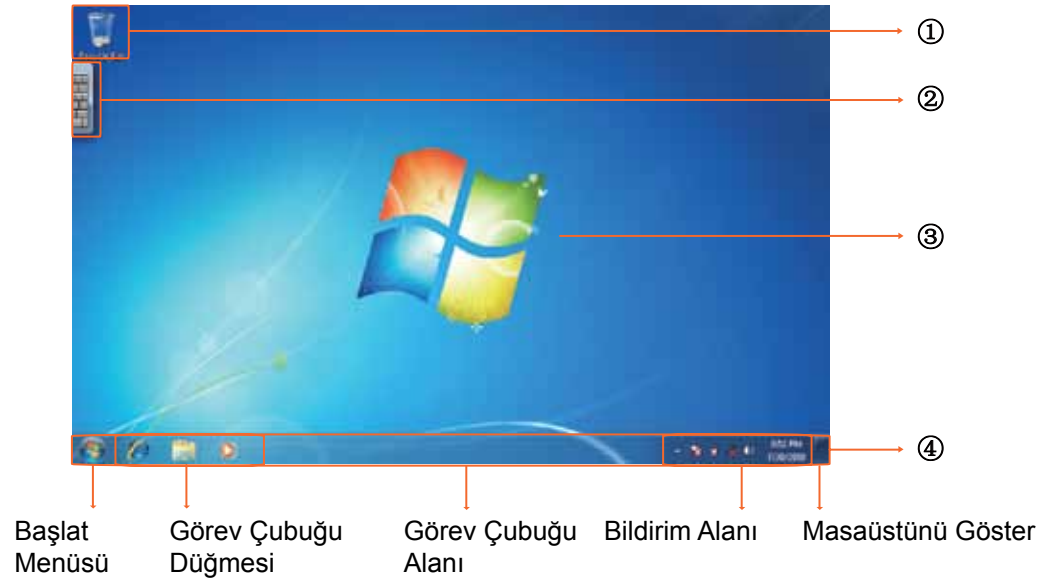 ①
②
③
④
Başlat
Menüsü
Görev Çubuğu
Düğmesi
Görev Çubuğu
Alanı
Bildirim Alanı
Masaüstünü Göster